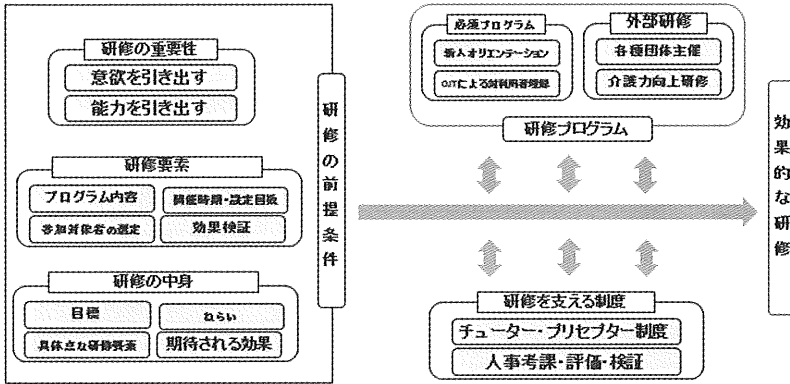 研修の重要性
意欲を引き出す
能力を引き出す
研修要素
プログラム内容
開催時期・設定回数
参加対象者の選定
効果検証
研修の中身
目標
ねらい
具体点な研修要素
期待される効果
研修の前提条件
必須プログラム
新人オリエンテーション
OJTによる対利用者登録
外部研修
各種団体主催
介護力向上研修
研修プログラム
研修を支える制度
チューター・プリセプター制度
人事考課・評価・検証
効果的な研修